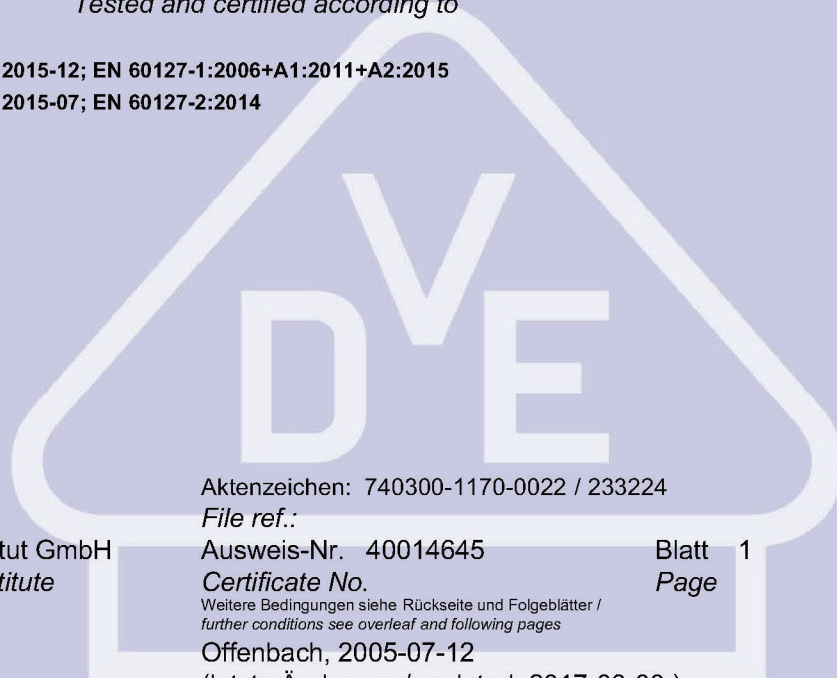 Tested and certified according to
2015-12; EN 60127-1:2006+A1:2011+A2:2015
2015-07; EN 60127-2:2014
VDE
Aktenzeichen: 740300-1170-0022 / 233224
File ref.:
tut GmbH Ausweis-Nr. 40014645 Blatt 1
titute Certificate No. Page
Weitere Bedingungen siehe Rückseite und Folgeblätter /
further conditions see overleaf and following pages
Offenbach, 2005-07-12